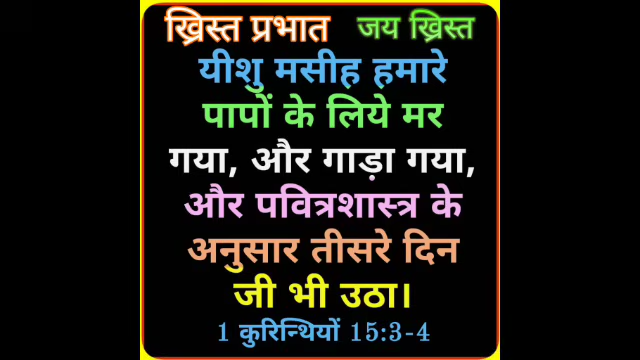 ख्रिस्त प्रभात जय ख्रिस्त
यीशु मसीह हमारे
पापों के लिये मर
गया, और गाड़ा गया,
और पवित्रशास्त्र के
अनुसार तीसरे दिन
जी भी उठा।
1 कुरिन्थियों 15:3-4